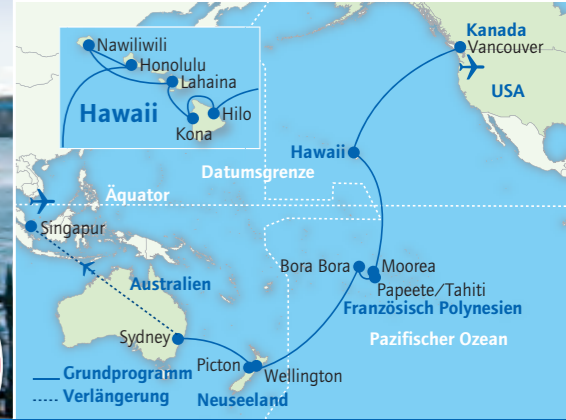 Kanada
Vancouver
USA
Nawiliwili
Honolulu
Lahaina
Hawaii
Hilo
Kona
Hawaii
Datumsgrenze
Äquator
Singapur
Bora Bora
Moorea
Papeete/Tahiti
Australien
Französisch Polynesien
Sydney
Pazifischer Ozean
Picton
Wellington
Grundprogramm
Verlängerung
Neuseeland